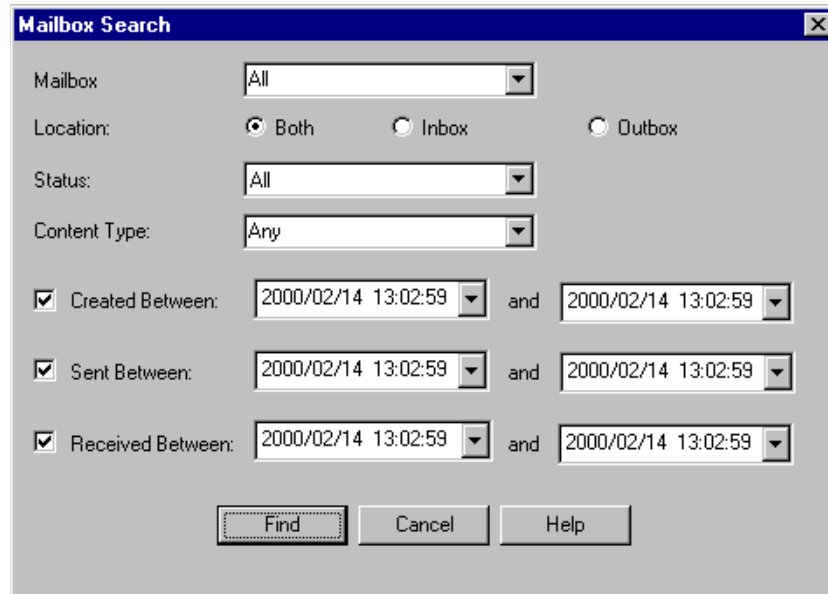 Mailbox Search
Mailbox All
Location: Both Inbox Outbox
Status: All
Content Type: Any
Created Between: 2000/02/14 13:02:59 and 2000/02/14 13:02:59
Sent Between: 2000/02/14 13:02:59 and 2000/02/14 13:02:59
Received Between: 2000/02/14 13:02:59 and 2000/02/14 13:02:59
Find Cancel Help